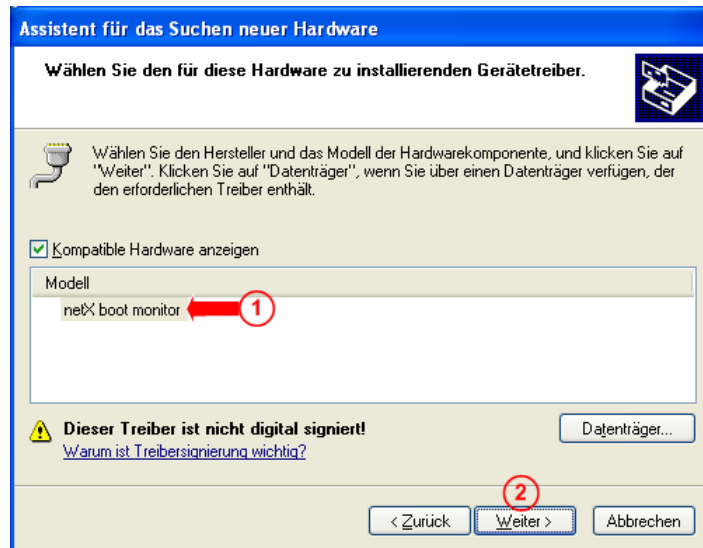 Assistent für das Suchen neuer Hardware
Wählen Sie den für diese Hardware zu installierenden Gerätetreiber.
Wählen Sie den Hersteller und das Modell der Hardwarekomponente, und klicken Sie auf
"Weiter". Klicken Sie auf "Datenträger", wenn Sie über einen Datenträger verfügen, der
den erforderlichen Treiber enthält.
Kompatible Hardware anzeigen
Modell
netX boot monitor 1
Dieser Treiber ist nicht digital signiert!
Datenträger...
Warum ist Treibersignierung wichtig?
2
< Zurück Weiter > Abbrechen